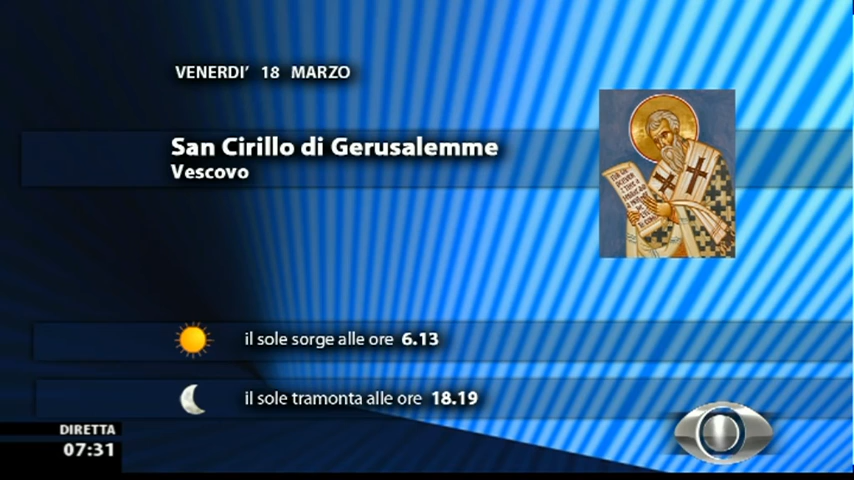 VENERDI' 18 MARZO
San Cirillo di Gerusalemme
Vescovo
il sole sorge alle ore 6.13
il sole tramonta alle ore 18.19
DIRETTA
07:31